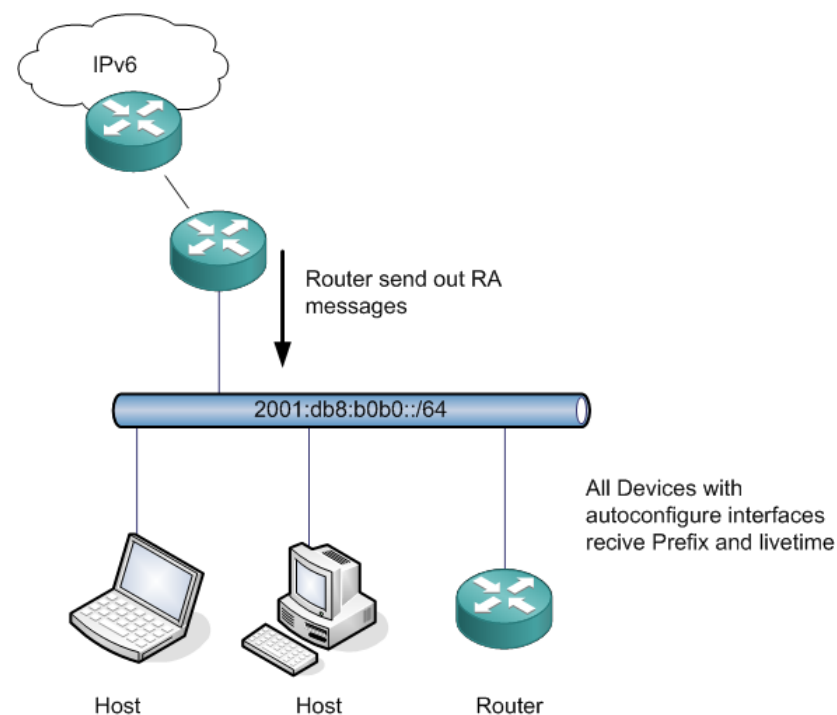 IPv6
Router send out RA
messages
2001:db8:b0b0::/64
All Devices with
autoconfigure interfaces
recive Prefix and livetime
Host
Host
Router